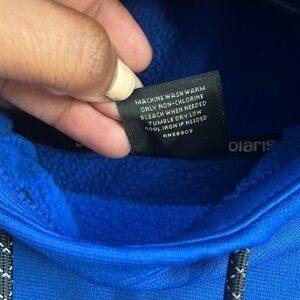 MACHINE WASH WARM
ONLY NON-CHLORINE
BLEACH WHEN NEEDED
TUMBLE DRY LOW
COOL IRON IF NEEDED
RN58909
olaris